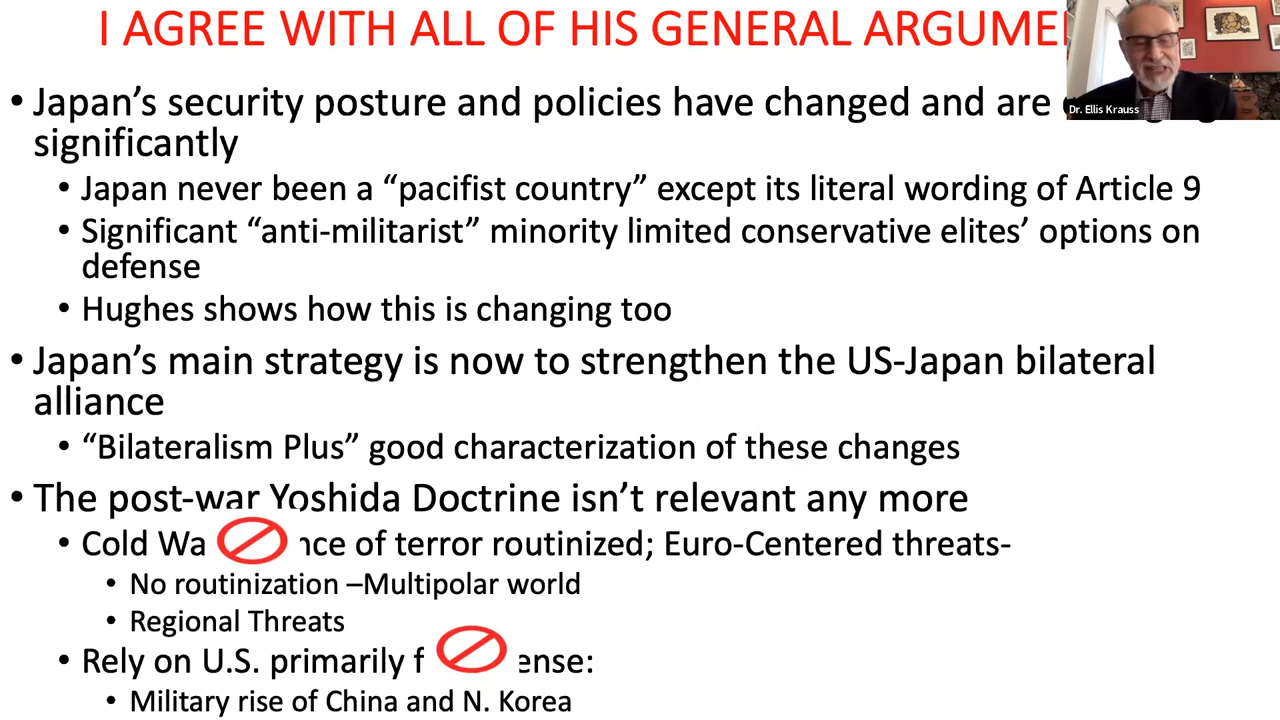 I AGREE WITH ALL OF HIS GENERAL
Dr. Ellis Krauss
• Japan's security posture and policies have changed and are
significantly
• Japan never been a “pacifist country” except its literal wording of Article 9
• Significant “anti-militarist” minority limited conservative elites’ options on
defense
• Hughes shows how this is changing too
• Japan’s main strategy is now to strengthen the US-Japan bilateral
alliance
• “Bilateralism Plus” good characterization of these changes
• The post-war Yoshida Doctrine isn’t relevant any more
• Cold of terror routinized; Euro-Centered threats-
• No routinization –Multipolar world
• Regional Threats
• Rely on U.S. primarily
• Military rise of China and N. Korea